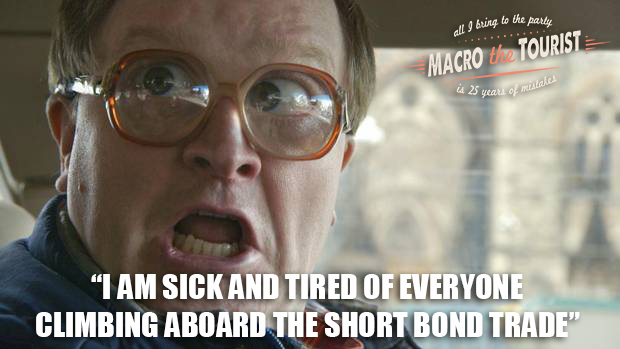 all I bring to the party
MACRO the TOURIST
is 25 years of mistakes
“I AM SICK AND TIRED OF EVERYONE
CLIMBING ABOARD THE SHORT BOND TRADE”